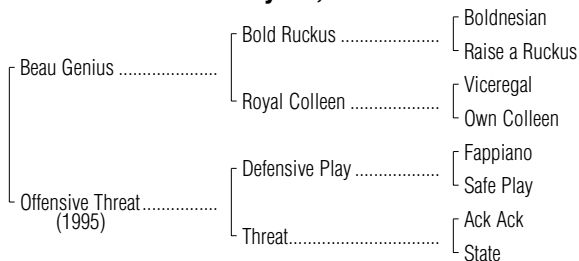 Boldnesian
Bold Ruckus ....................
Raise a Ruckus
Beau Genius ....................
Viceregal
Royal Colleen ....................
Own Colleen
Fappiano
Defensive Play ....................
Safe Play
Offensive Threat ...............
(1995)
Ack Ack
Threat ...............................
State